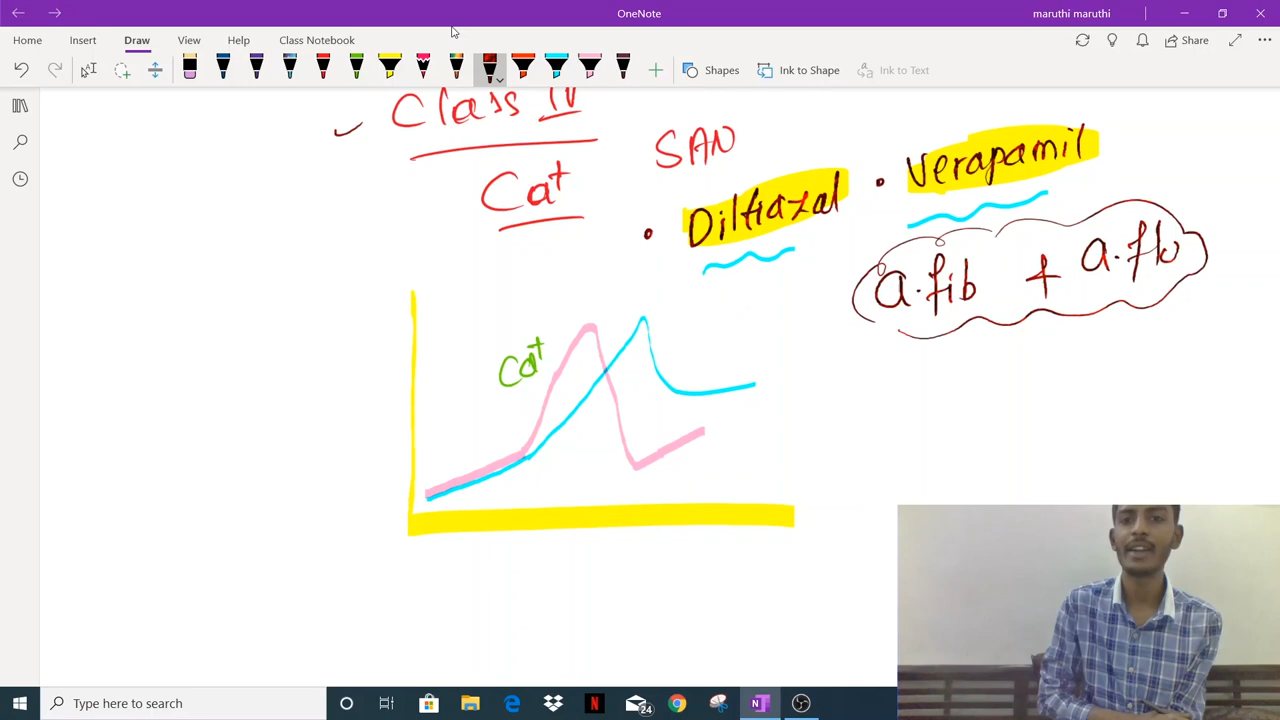 OneNote
maruthi maruthi
Home
Insert
Draw
View
Help
Class Notebook
Share
Shapes
Ink to Shape
Ink to Text
Class IV
Ca+
SAN
• Diltiazal
• Verapamil
a.fib + a.flu
Ca+
Type here to search
24